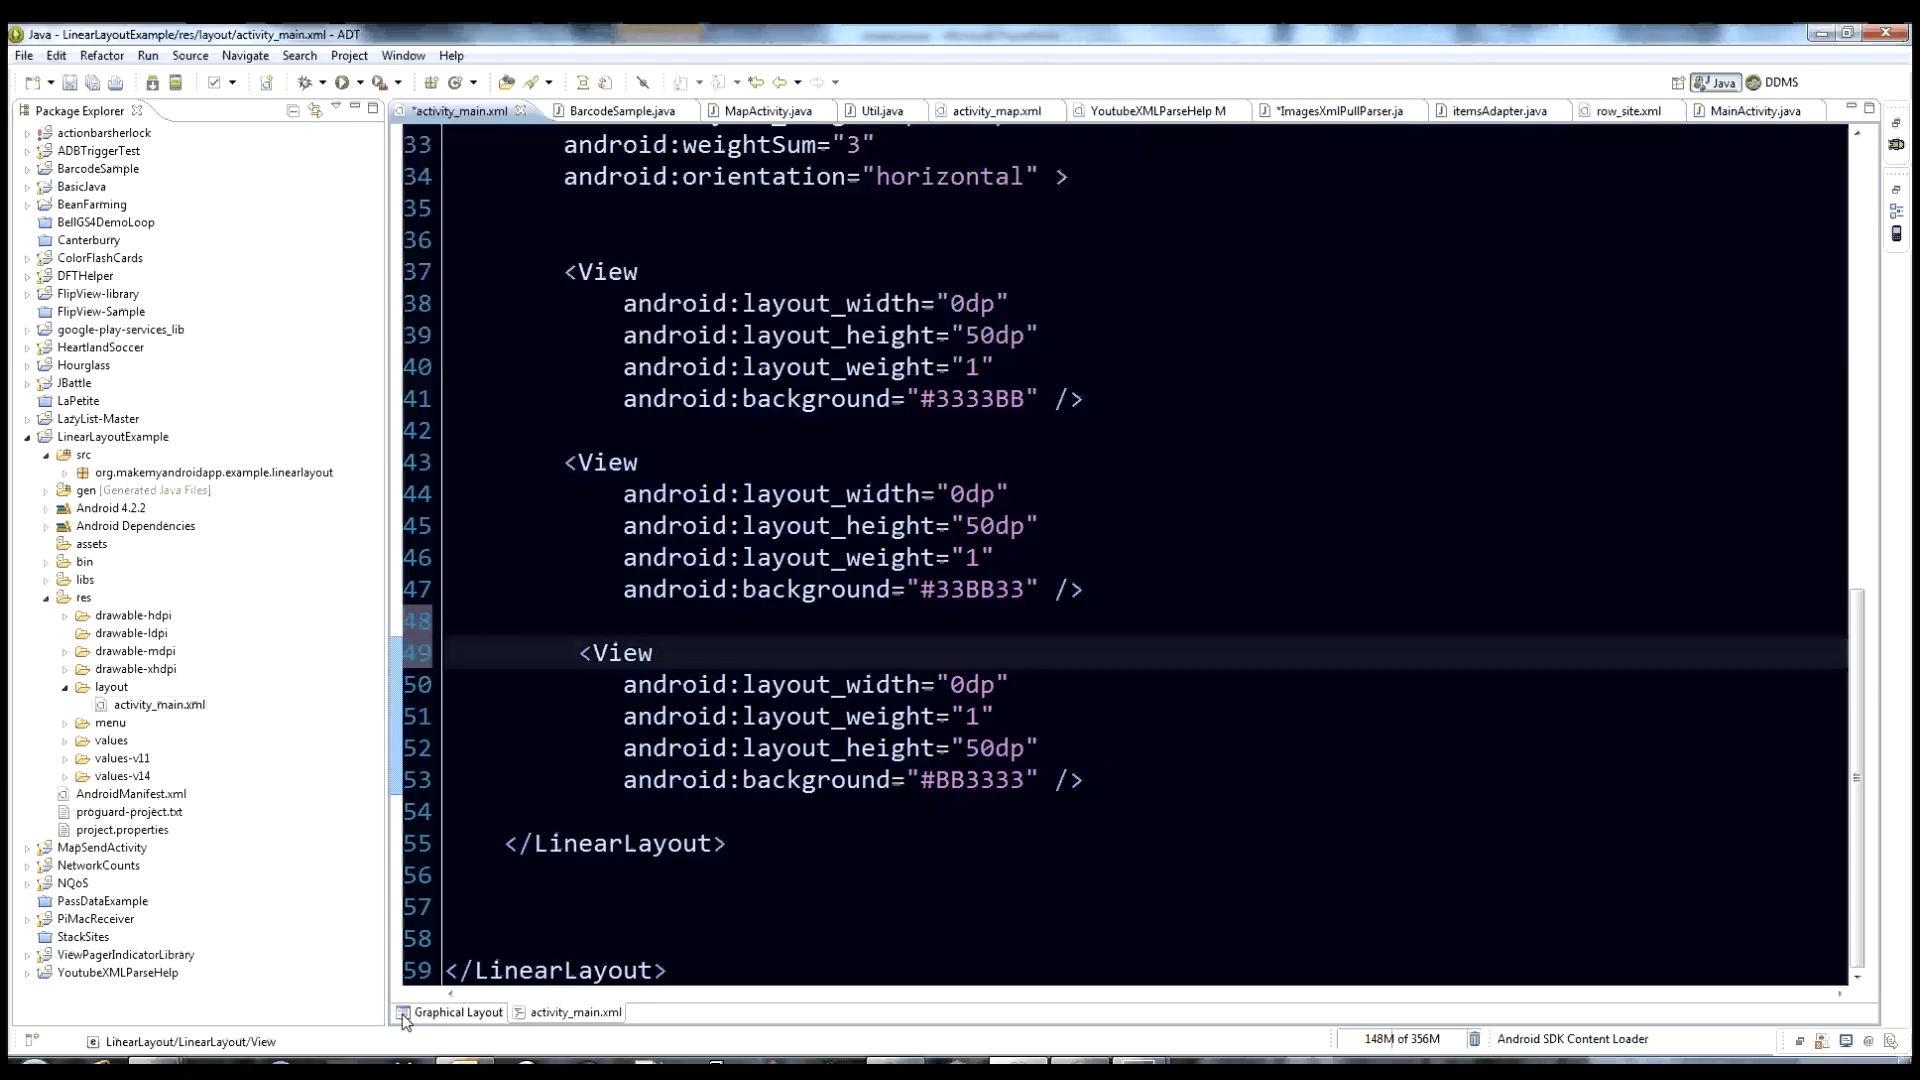 Java - LinearLayoutExample/res/layout/activity_main.xml - ADT
File Edit Refactor Run Source Navigate Search Project Window Help
Java DDMS
Package Explorer
*activity_main.xml BarcodeSample.java MapActivity.java Util.java activity_map.xml YoutubeXMLParseHelp M *ImagesXmlPullParser.ja itemsAdapter.java row_site.xml MainActivity.java
actionbarsherlock
ADBTriggerTest
BarcodeSample
BasicJava
BeanFarming
BellGS4DemoLoop
Canterburry
ColorFlashCards
DFTHelper
FlipView-library
FlipView-Sample
google-play-services_lib
HeartlandSoccer
Hourglass
JBattle
LaPetite
LazyList-Master
LinearLayoutExample
src
org.makemyandroidapp.example.linearlayout
gen [Generated Java Files]
Android 4.2.2
Android Dependencies
assets
bin
libs
res
drawable-hdpi
drawable-ldpi
drawable-mdpi
drawable-xhdpi
layout
activity_main.xml
menu
values
values-v11
values-v14
AndroidManifest.xml
proguard-project.txt
project.properties
MapSendActivity
NetworkCounts
NQoS
PassDataExample
PiMacReceiver
StackSites
ViewPagerIndicatorLibrary
YoutubeXMLParseHelp
33 android:weightSum="3"
34 android:orientation="horizontal" >
35
36
37 <View
38 android:layout_width="0dp"
39 android:layout_height="50dp"
40 android:layout_weight="1"
41 android:background="#3333BB" />
42
43 <View
44 android:layout_width="0dp"
45 android:layout_height="50dp"
46 android:layout_weight="1"
47 android:background="#33BB33" />
48
49 <View
50 android:layout_width="0dp"
51 android:layout_weight="1"
52 android:layout_height="50dp"
53 android:background="#BB3333" />
54
55 </LinearLayout>
56
57
58
59 </LinearLayout>
Graphical Layout activity_main.xml
LinearLayout/LinearLayout/View 148M of 356M Android SDK Content Loader